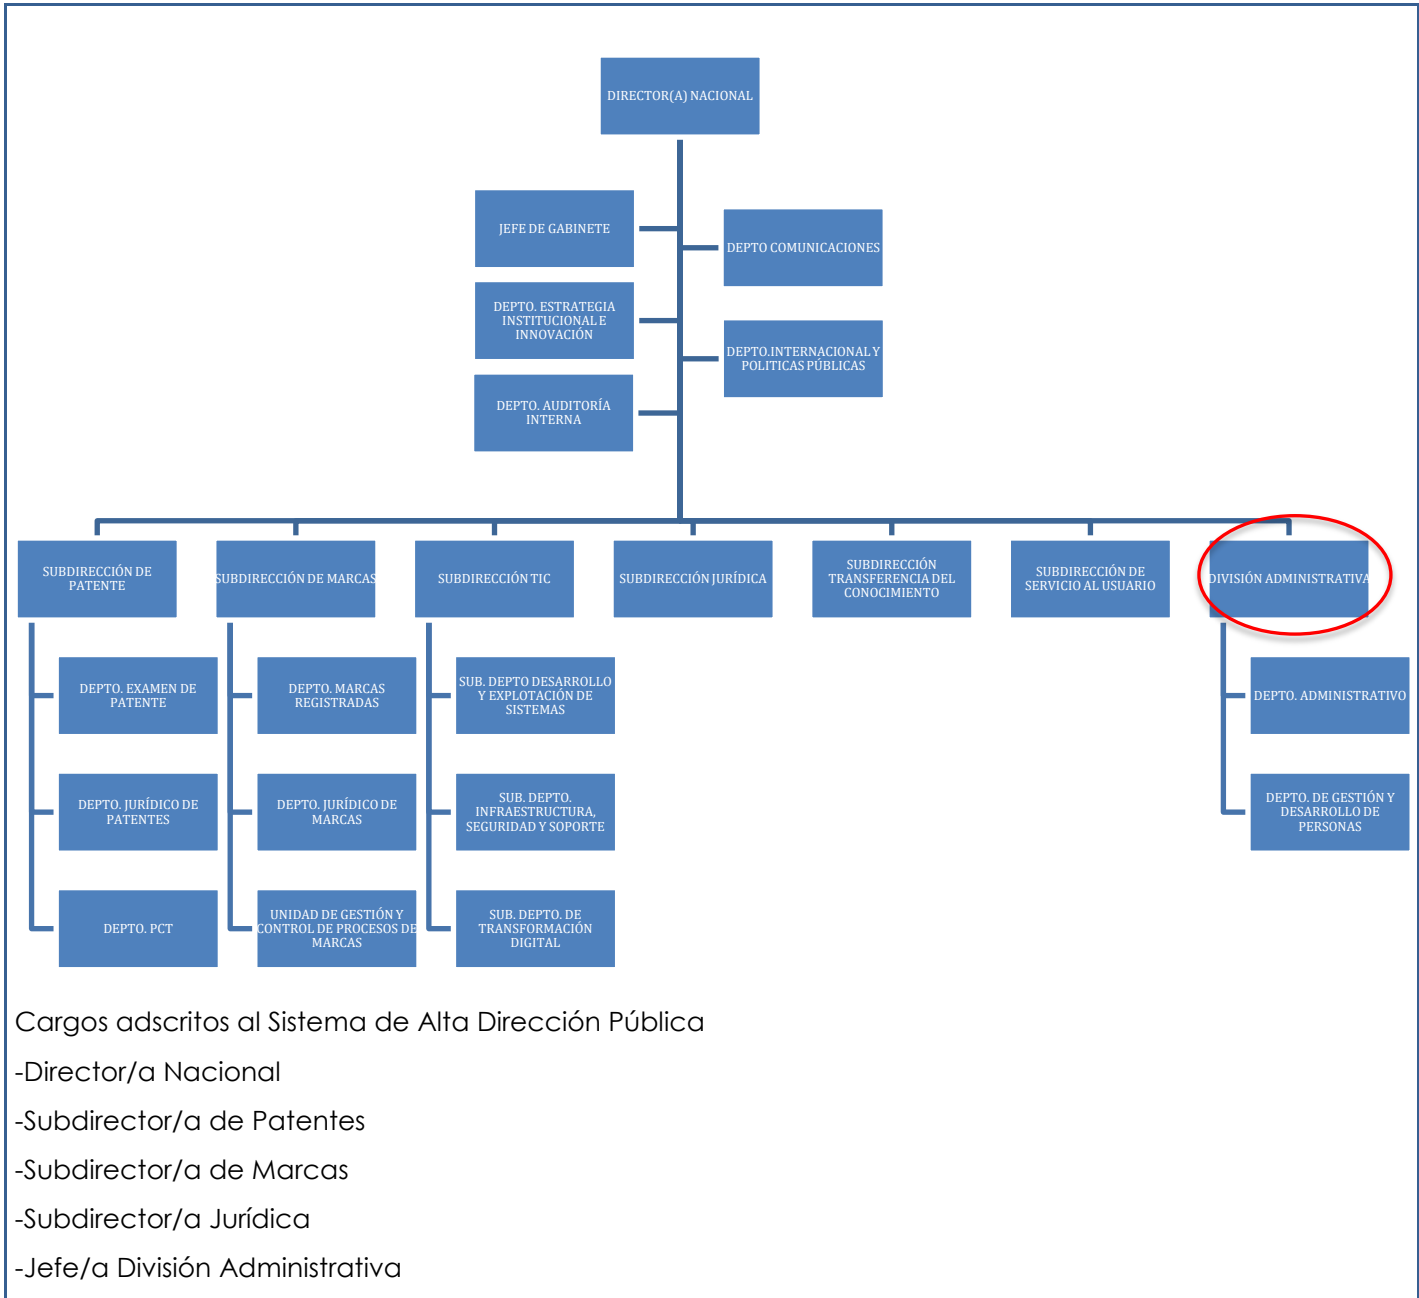 DIRECTOR(A) NACIONAL
JEFE DE GABINETE
DEPTO COMUNICACIONES
DEPTO. ESTRATEGIA
INSTITUCIONAL E
INNOVACIÓN
DEPTO.INTERNACIONAL Y
POLITICAS PÚBLICAS
DEPTO. AUDITORÍA
INTERNA
SUBDIRECCIÓN DE
PATENTE
SUBDIRECCIÓN DE MARCAS
SUBDIRECCIÓN TIC
SUBDIRECCIÓN JURÍDICA
SUBDIRECCIÓN
TRANSFERENCIA DEL
CONOCIMIENTO
SUBDIRECCIÓN DE
SERVICIO AL USUARIO
DIVISIÓN ADMINISTRATIVA
DEPTO. EXAMEN DE
PATENTE
DEPTO. MARCAS
REGISTRADAS
SUB. DEPTO DESARROLLO
Y EXPLOTACIÓN DE
SISTEMAS
DEPTO. ADMINISTRATIVO
DEPTO. JURÍDICO DE
PATENTES
DEPTO. JURÍDICO DE
MARCAS
SUB. DEPTO.
INFRAESTRUCTURA,
SEGURIDAD Y SOPORTE
DEPTO. DE GESTIÓN Y
DESARROLLO DE
PERSONAS
DEPTO. PCT
UNIDAD DE GESTIÓN Y
CONTROL DE PROCESOS DE
MARCAS
SUB. DEPTO. DE
TRANSFORMACIÓN
DIGITAL
Cargos adscritos al Sistema de Alta Dirección Pública
-Director/a Nacional
-Subdirector/a de Patentes
-Subdirector/a de Marcas
-Subdirector/a Jurídica
-Jefe/a División Administrativa